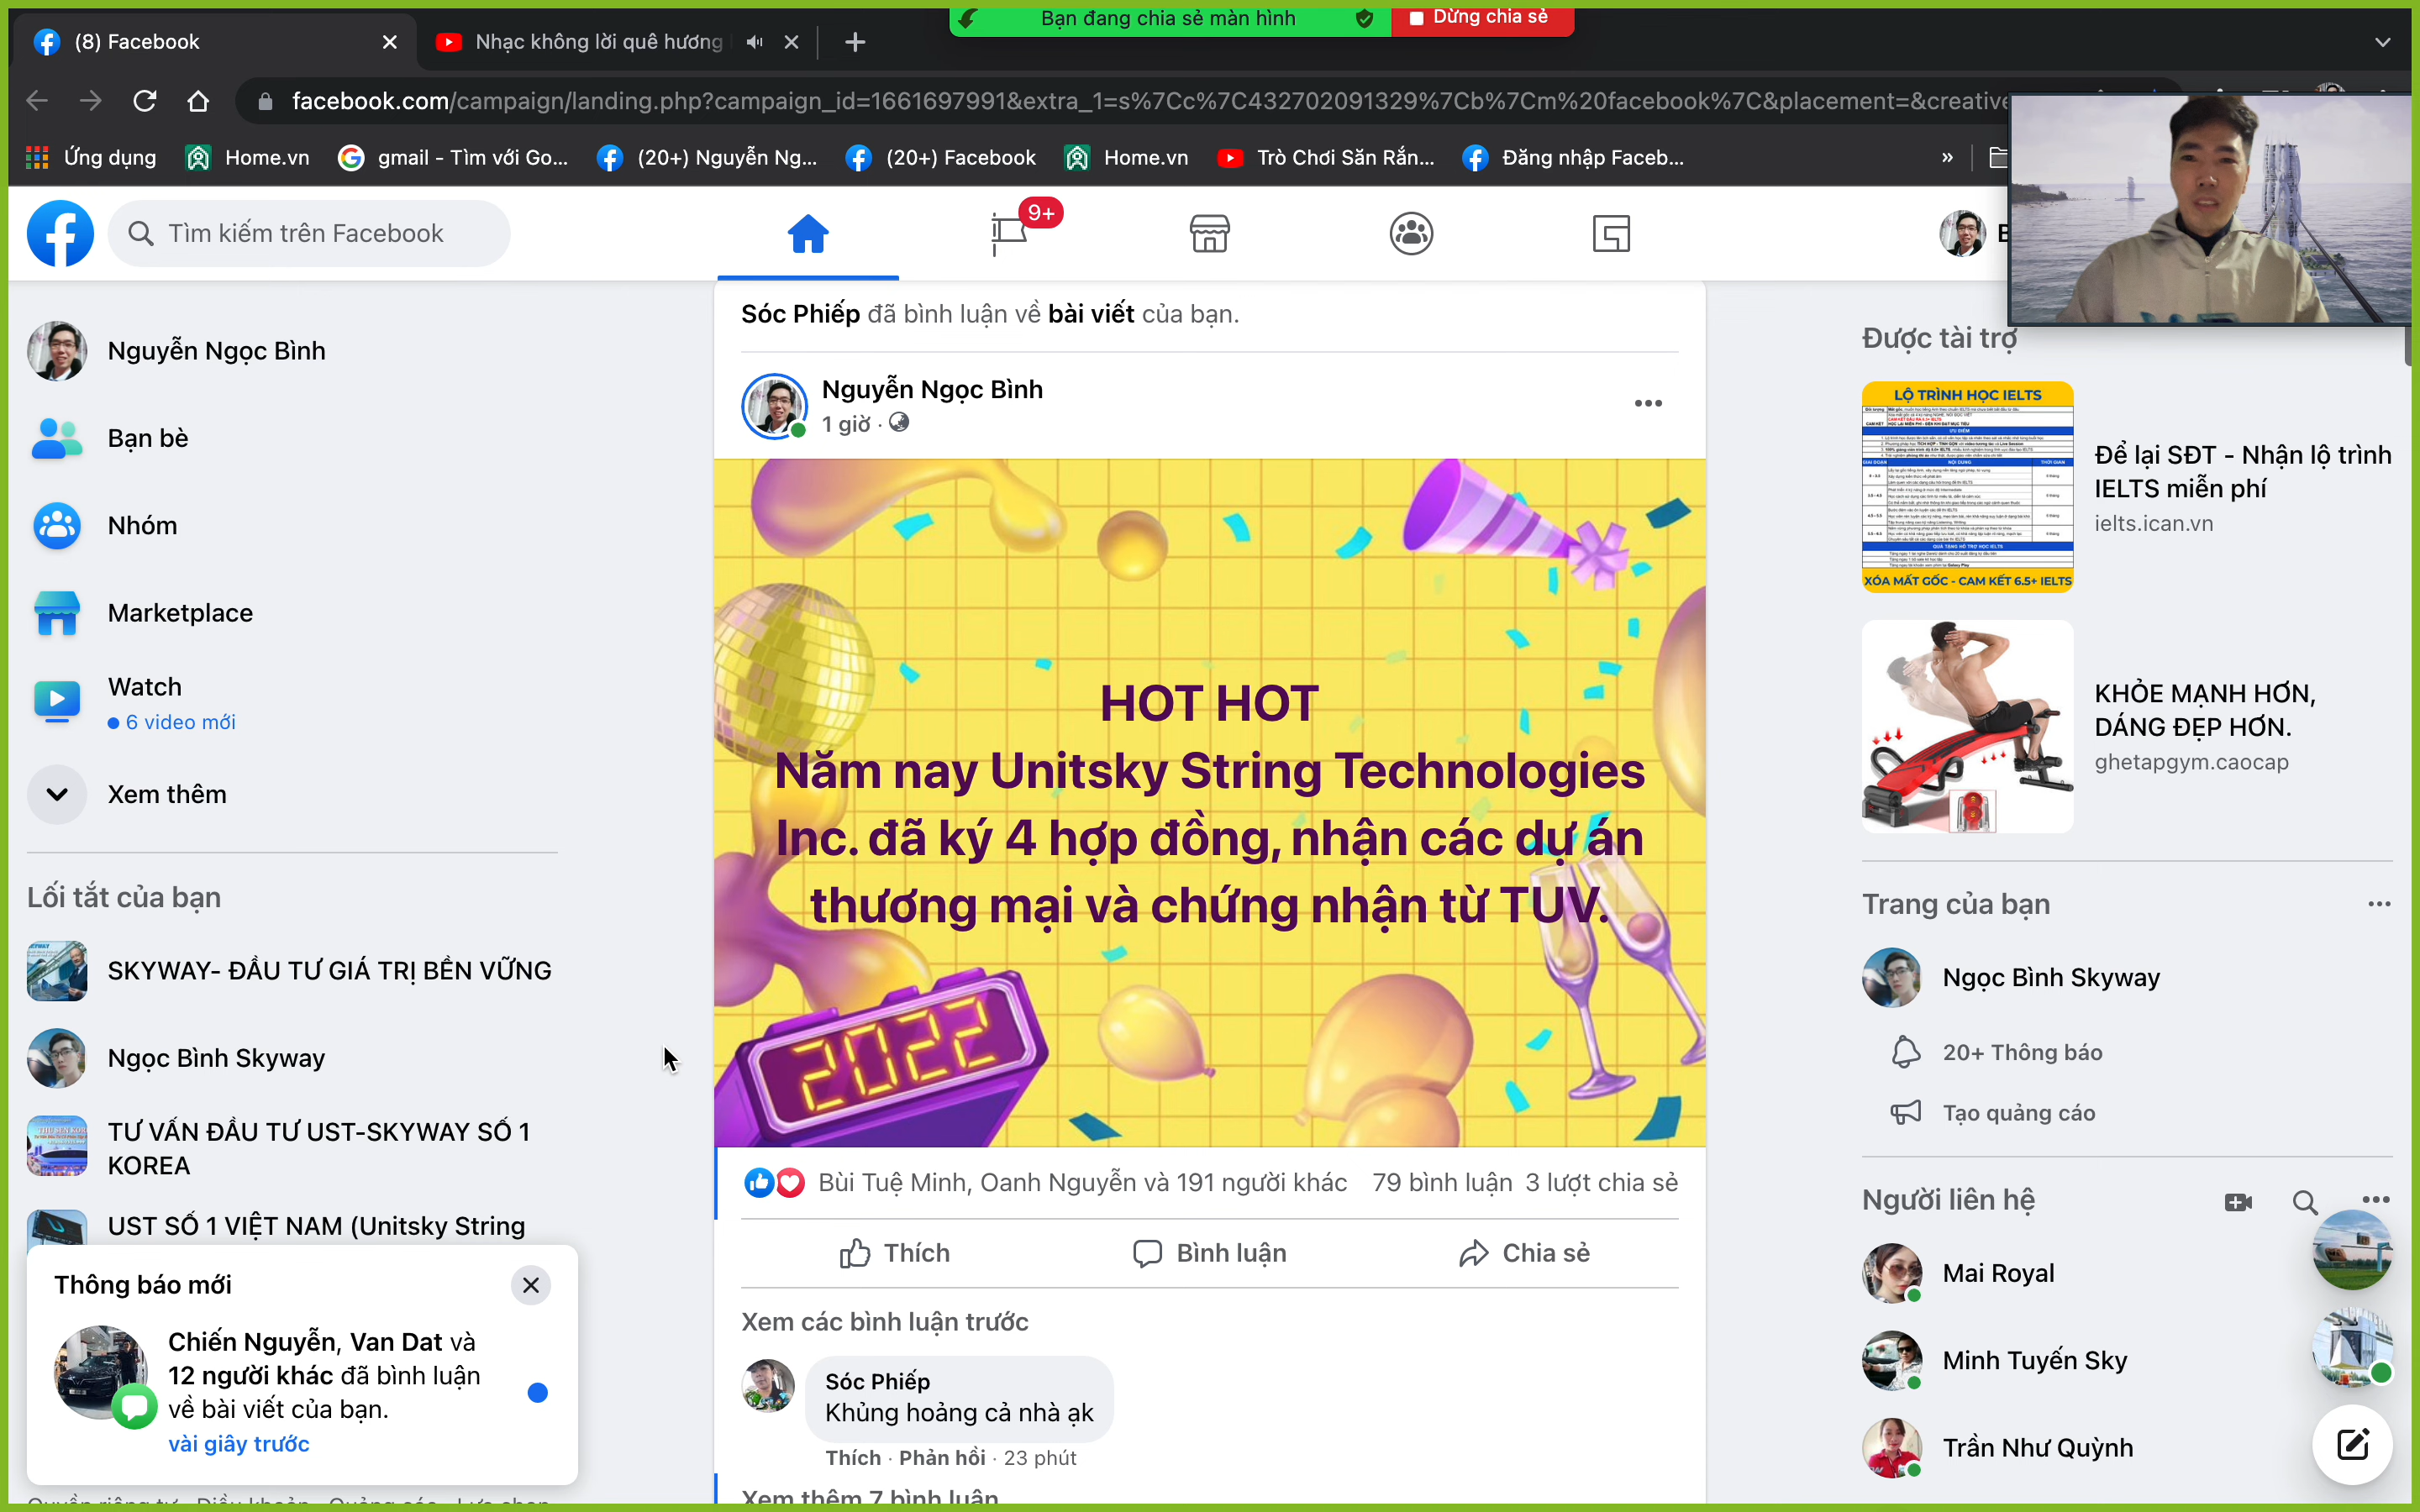 Bạn đang chia sẻ màn hình
Dừng chia sẻ
(8) Facebook
Nhạc không lời quê hương
facebook.com/campaign/landing.php?campaign_id=1661697991&extra_1=s%7Cc%7C432702091329%7Cb%7Cm%20facebook%7C&placement=&creative
Ứng dụng
Home.vn
gmail - Tìm với Go...
(20+) Nguyễn Ng...
(20+) Facebook
Home.vn
Trò Chơi Săn Rắn...
Đăng nhập Faceb...
»
Tìm kiếm trên Facebook
9+
Nguyễn Ngọc Bình
Bạn bè
Nhóm
Marketplace
Watch
6 video mới
Xem thêm
Lối tắt của bạn
SKYWAY- ĐẦU TƯ GIÁ TRỊ BỀN VỮNG
Ngọc Bình Skyway
TƯ VẤN ĐẦU TƯ UST-SKYWAY SỐ 1
KOREA
UST SỐ 1 VIỆT NAM (Unitsky String
Thông báo mới
Chiến Nguyễn, Van Dat và
12 người khác đã bình luận
về bài viết của bạn.
vài giây trước
Sóc Phiếp đã bình luận về bài viết của bạn.
Nguyễn Ngọc Bình
1 giờ ·
HOT HOT
Năm nay Unitsky String Technologies
Inc. đã ký 4 hợp đồng, nhận các dự án
thương mại và chứng nhận từ TUV.
2022
Bùi Tuệ Minh, Oanh Nguyễn và 191 người khác
79 bình luận
3 lượt chia sẻ
Thích
Bình luận
Chia sẻ
Xem các bình luận trước
Sóc Phiếp
Khủng hoảng cả nhà ạk
Thích · Phản hồi · 23 phút
Xem thêm 7 bình luận
Được tài trợ
LỘ TRÌNH HỌC IELTS
XÓA MẤT GỐC - CAM KẾT 6.5+ IELTS
Để lại SĐT - Nhận lộ trình
IELTS miễn phí
ielts.ican.vn
KHỎE MẠNH HƠN,
DÁNG ĐẸP HƠN.
ghetapgym.caocap
Trang của bạn
Ngọc Bình Skyway
20+ Thông báo
Tạo quảng cáo
Người liên hệ
Mai Royal
Minh Tuyến Sky
Trần Như Quỳnh